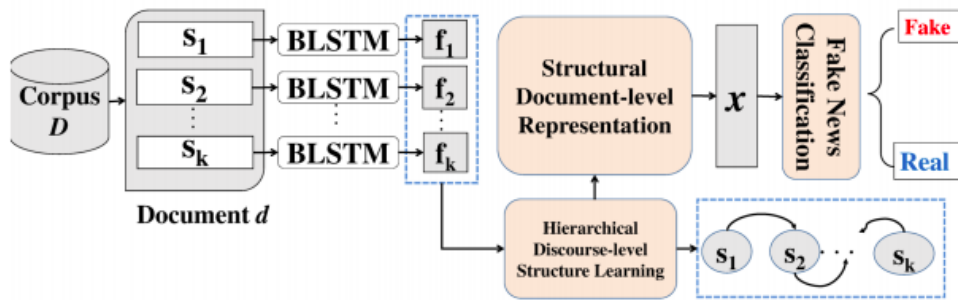 Corpus
D
s1
s2
sk
Document d
BLSTM
BLSTM
BLSTM
f1
f2
fk
Hierarchical
Discourse-level
Structure Learning
Structural
Document-level
Representation
x
Fake News
Classification
Fake
Real
s1
s2
sk